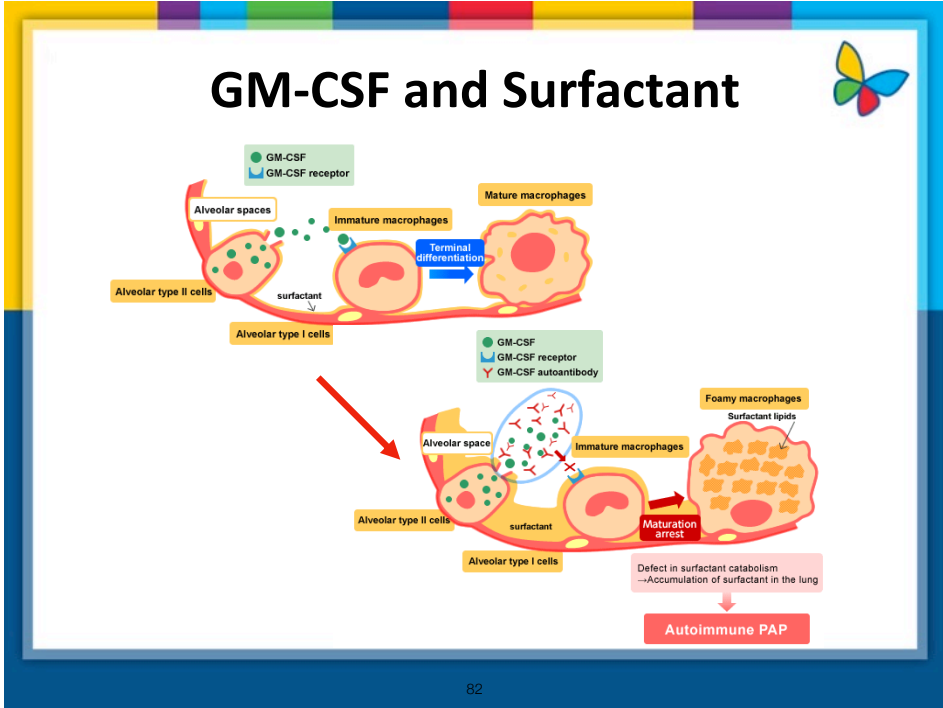 GM-CSF and Surfactant
GM-CSF
GM-CSF receptor
Alveolar spaces
Immature macrophages
Mature macrophages
Terminal
differentiation
Alveolar type II cells
surfactant
Alveolar type I cells
GM-CSF
GM-CSF receptor
GM-CSF autoantibody
Foamy macrophages
Surfactant lipids
Alveolar space
Immature macrophages
Alveolar type II cells
surfactant
Maturation
arrest
Alveolar type I cells
Defect in surfactant catabolism
→Accumulation of surfactant in the lung
Autoimmune PAP
82